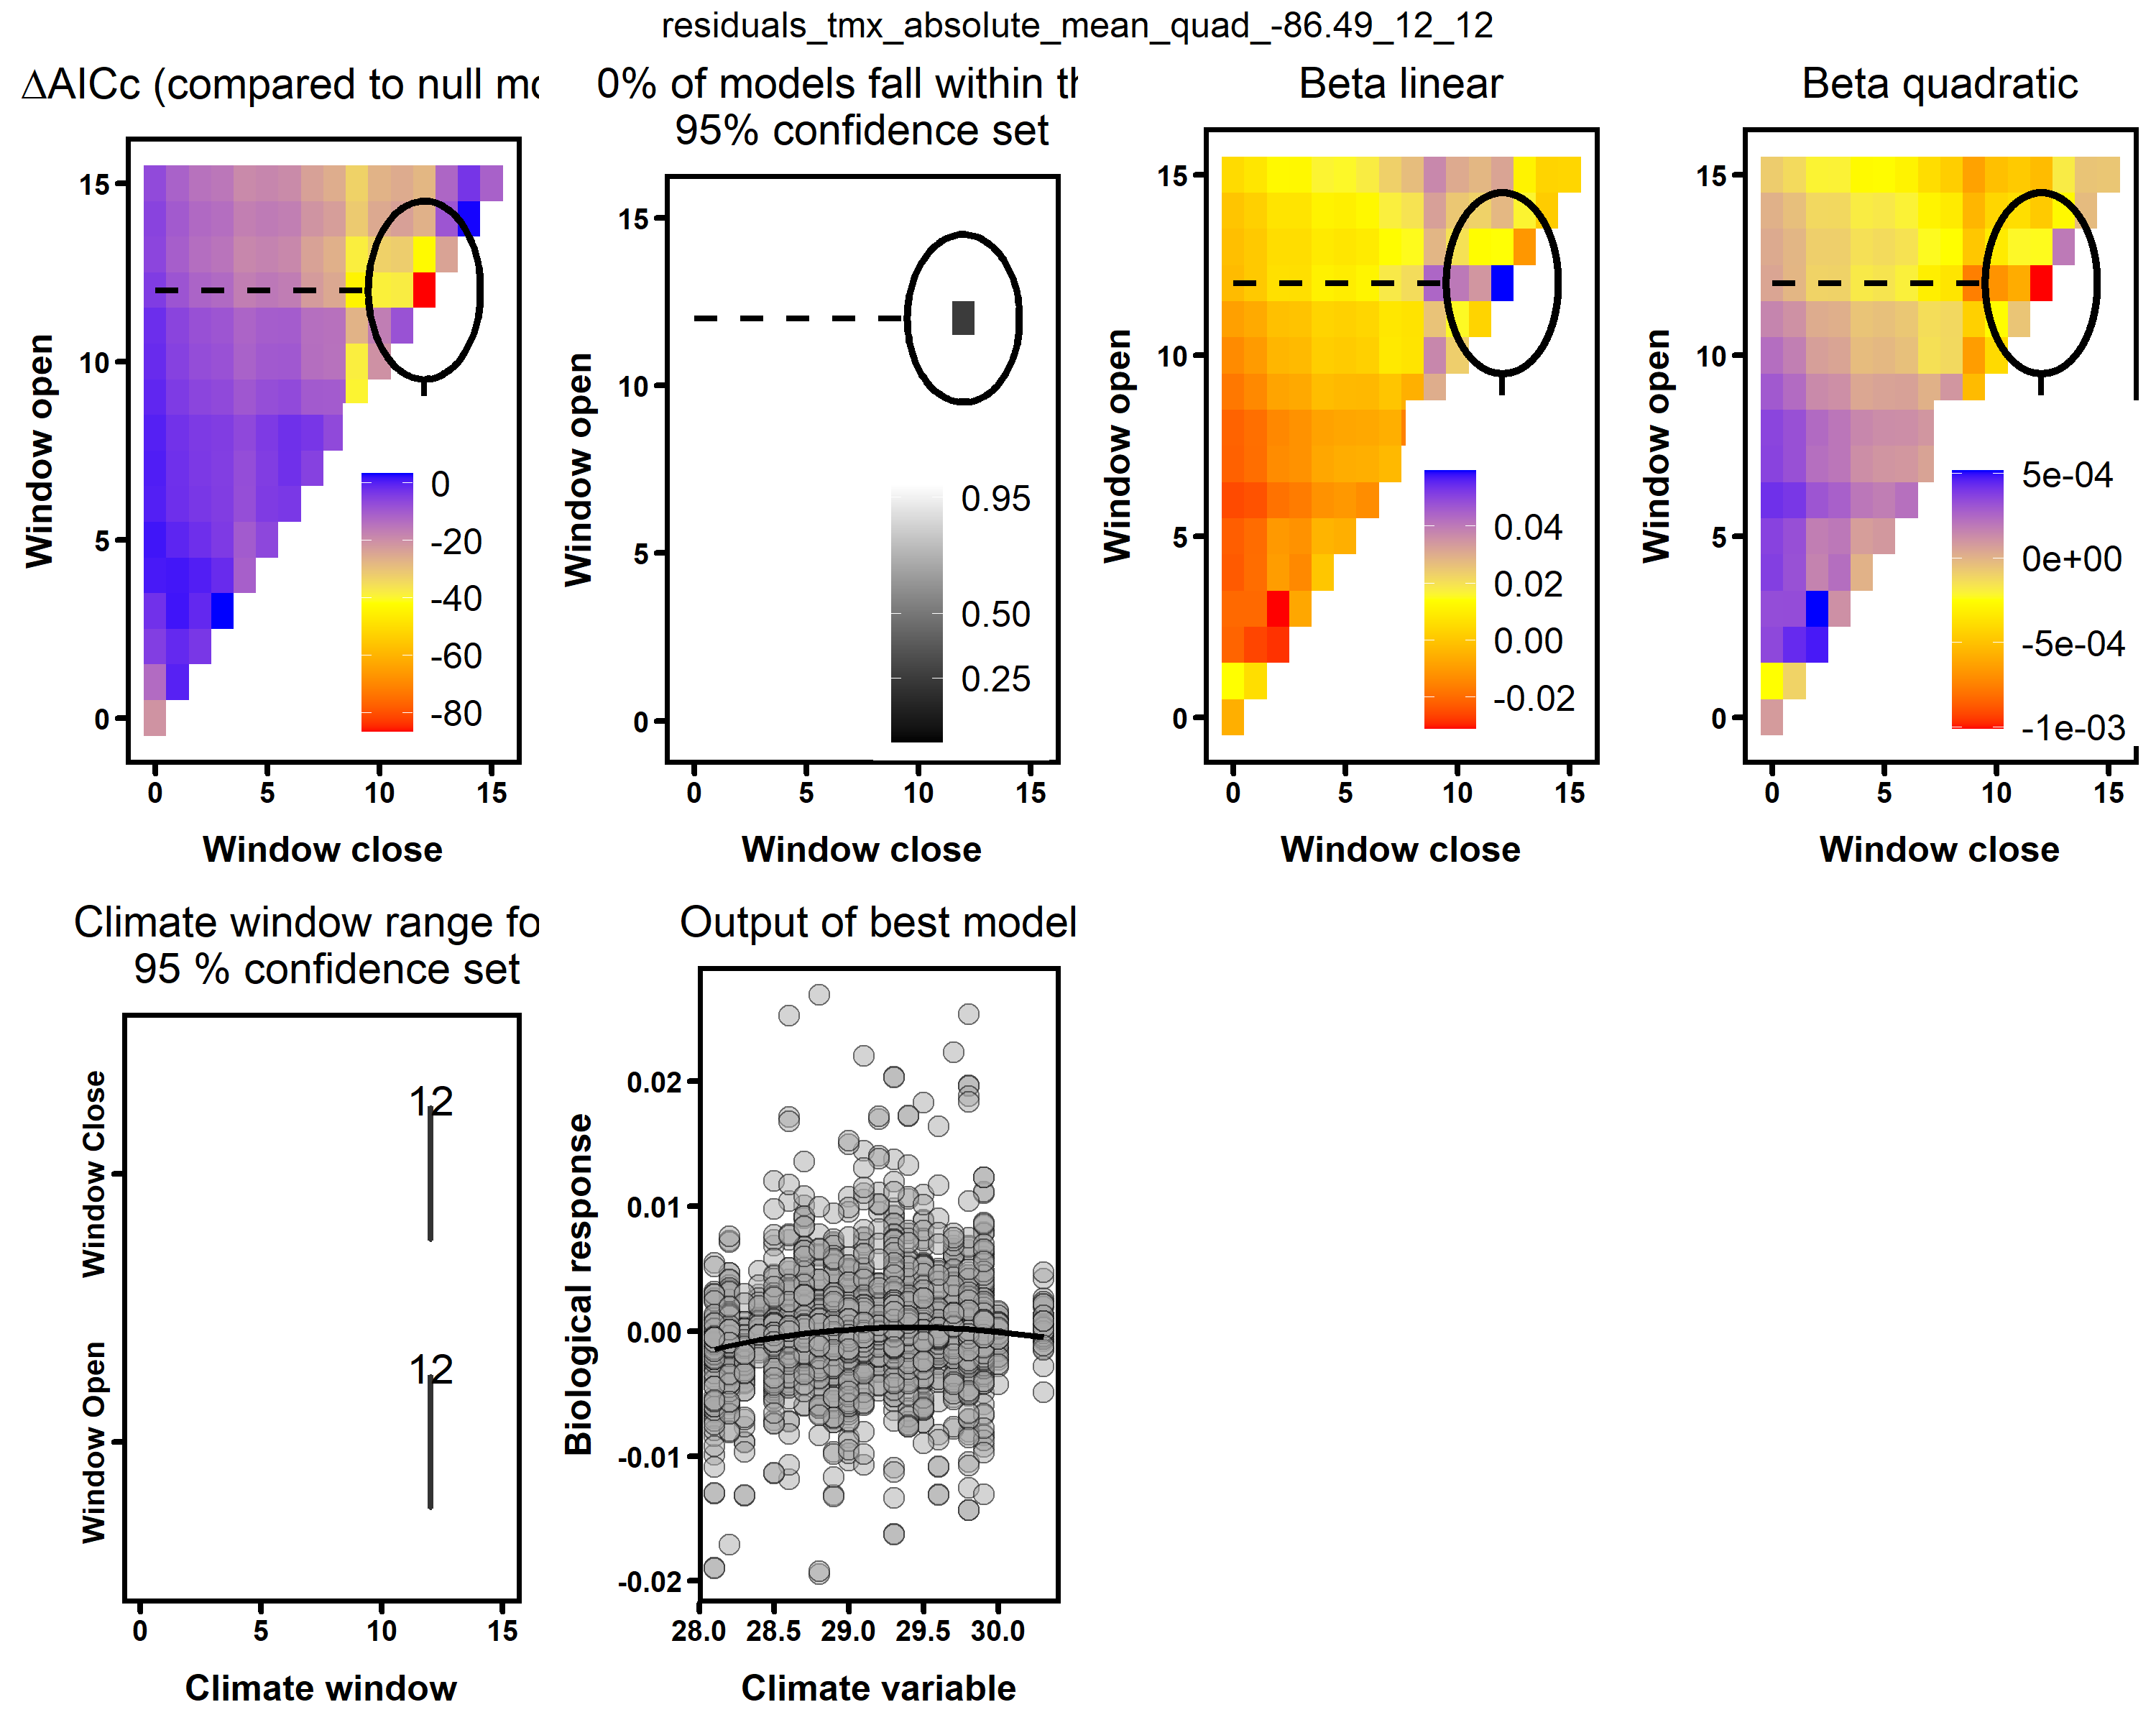 residuals_tmx_absolute_mean_quad_-86.49_12_12
ΔAICc (compared to null mo
Window open
15
10
5
0
0
-20
-40
-60
-80
0 5 10 15
Window close
0% of models fall within th
95% confidence set
Window open
15
10
5
0
0.95
0.50
0.25
0 5 10 15
Window close
Beta linear
Window open
15
10
5
0
0.04
0.02
0.00
-0.02
0 5 10 15
Window close
Beta quadratic
Window open
15
10
5
0
5e-04
0e+00
-5e-04
-1e-03
0 5 10 15
Window close
Climate window range fo
95 % confidence set
Window Close
Window Open
12
12
0 5 10 15
Climate window
Output of best model
Biological response
0.02
0.01
0.00
-0.01
-0.02
28.0 28.5 29.0 29.5 30.0
Climate variable